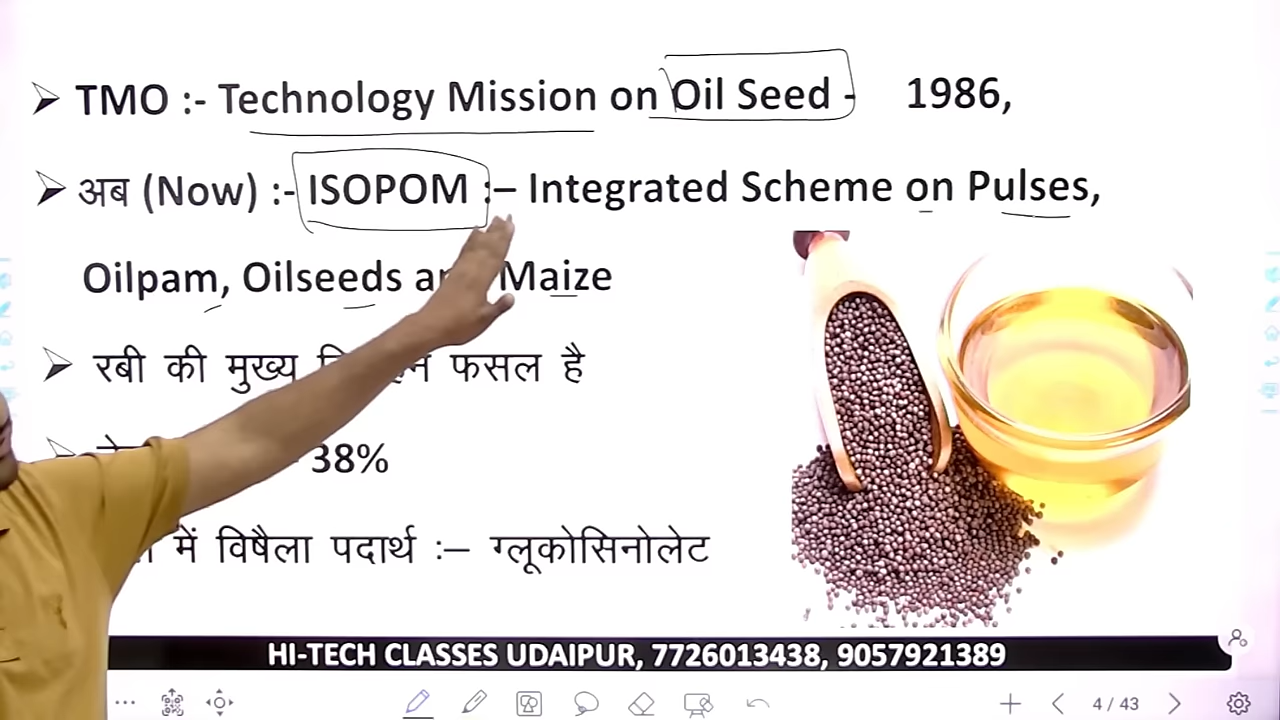 TMO :- Technology Mission on Oil Seed - 1986,
अब (Now) :- ISOPOM :– Integrated Scheme on Pulses,
Oilpam, Oilseeds Maize
रबी की मुख्य फसल है
38%
में विषैला पदार्थ :– ग्लूकोसिनोलेट
HI-TECH CLASSES UDAIPUR, 7726013438, 9057921389
4 / 43